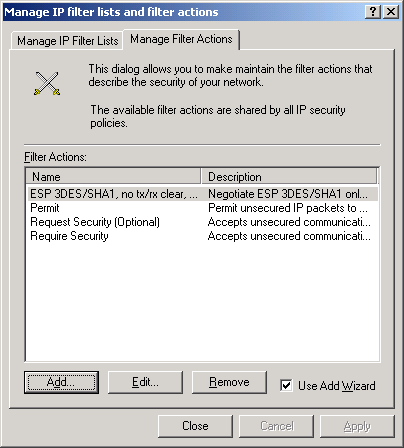 Manage IP filter lists and filter actions
Manage IP Filter Lists
Manage Filter Actions
This dialog allows you to make maintain the filter actions that
describe the security of your network.
The available filter actions are shared by all IP security
policies.
Filter Actions:
Name Description
ESP 3DES/SHA1, no tx/rx clear, ... Negotiate ESP 3DES/SHA1 onl...
Permit Permit unsecured IP packets to ...
Request Security (Optional) Accepts unsecured communicati...
Require Security Accepts unsecured communicati...
Add... Edit... Remove Use Add Wizard
Close Cancel Apply